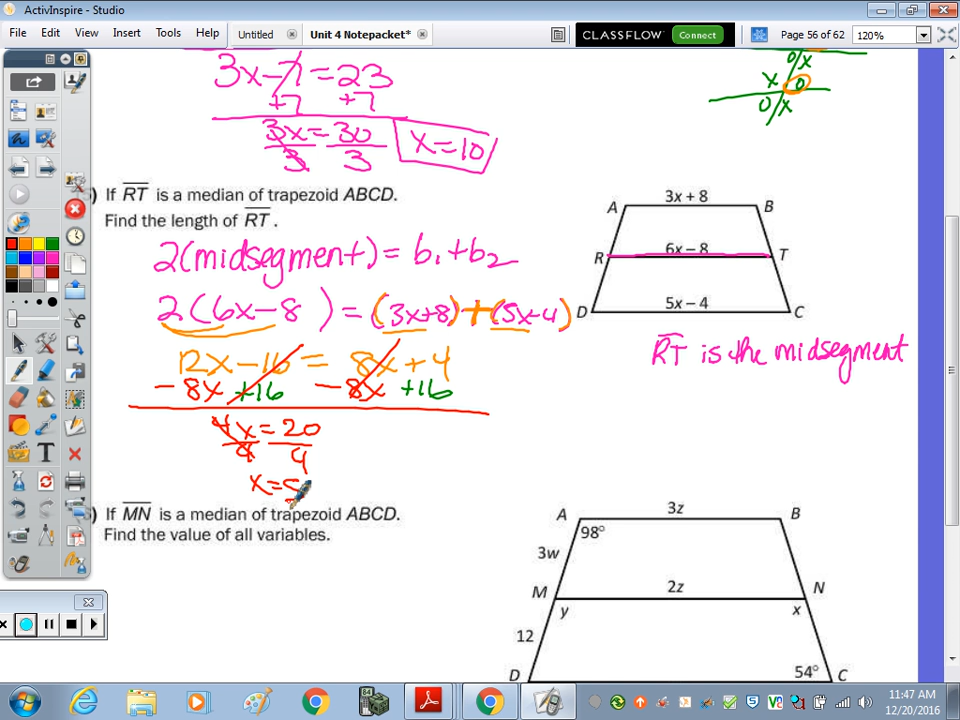 ActivInspire - Studio
File Edit View Insert Tools Help
Untitled
Unit 4 Notepacket*
CLASSFLOW
Connect
Page 56 of 62
120%
3x-7=23
+7 +7
3x=30
3 3
x=10
0/x
x 0
0/x
) If RT is a median of trapezoid ABCD.
Find the length of RT.
A 3x + 8 B
R 6x − 8 T
D 5x − 4 C
2(midsegment)= b₁+b₂
2(6x-8)=(3x+8)+(5x-4)
RT is the midsegment
12x-16 = 8x+4
-8x+16 -8x+16
4x=20
4 4
x=5
) If MN is a median of trapezoid ABCD.
Find the value of all variables.
A 3z B
98°
3w
M 2z N
y x
12
D 54° C
11:47 AM
12/20/2016